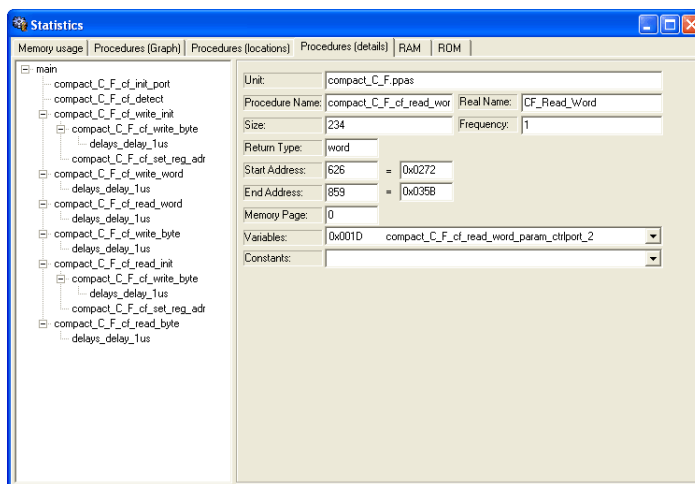 Statistics
Memory usage Procedures (Graph) Procedures (locations) Procedures (details) RAM ROM
main
compact_C_F_cf_init_port
compact_C_F_cf_detect
compact_C_F_cf_write_init
compact_C_F_cf_write_byte
delays_delay_1us
compact_C_F_cf_set_reg_adr
compact_C_F_cf_write_word
delays_delay_1us
compact_C_F_cf_read_word
delays_delay_1us
compact_C_F_cf_write_byte
delays_delay_1us
compact_C_F_cf_read_init
compact_C_F_cf_write_byte
delays_delay_1us
compact_C_F_cf_set_reg_adr
compact_C_F_cf_read_byte
delays_delay_1us
Unit: compact_C_F.ppas
Procedure Name: compact_C_F_cf_read_wor Real Name: CF_Read_Word
Size: 234 Frequency: 1
Return Type: word
Start Address: 626 = 0x0272
End Address: 859 = 0x035B
Memory Page: 0
Variables: 0x001D compact_C_F_cf_read_word_param_ctrlport_2
Constants: